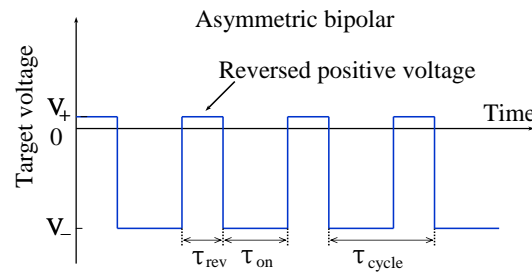 Asymmetric bipolar
Reversed positive voltage
Target voltage
V+
0
Time
V−
τrev
τon
τcycle